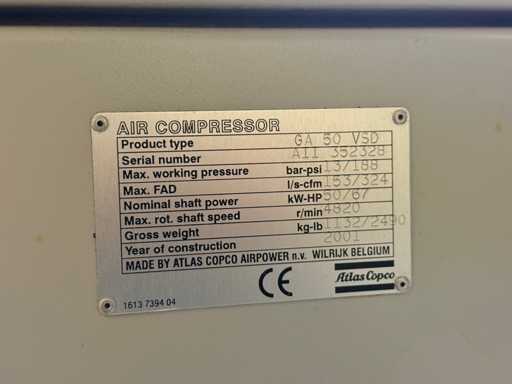 AIR COMPRESSOR
Product type GA 50 VSD
Serial number AII 352328
Max. working pressure bar-psi 13/188
Max. FAD l/s-cfm 153/324
Nominal shaft power kW-HP 50/67
Max. rot. shaft speed r/min 4820
Gross weight kg-lb 1132/2490
Year of construction 2001
MADE BY ATLAS COPCO AIRPOWER n.v. WILRIJK BELGIUM
CE
Atlas Copco
1613 7394 04